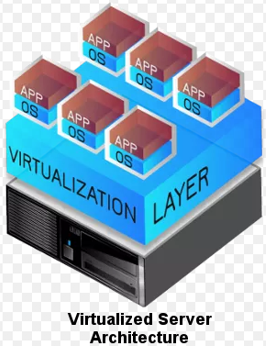 APP
OS
APP
OS
APP
OS
APP
OS
APP
OS
APP
OS
VIRTUALIZATION LAYER
Virtualized Server
Architecture